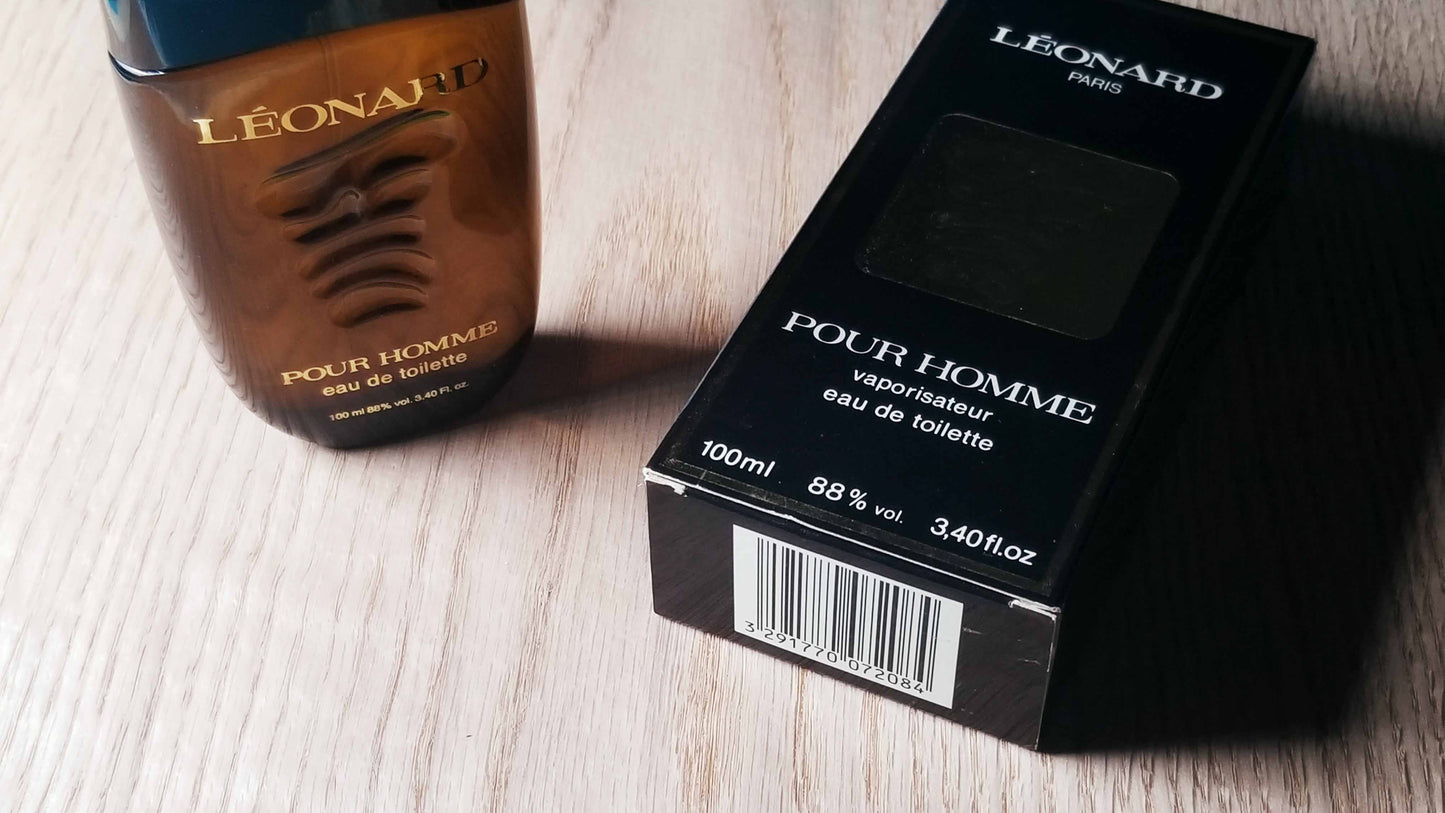 LÉONARD
POUR HOMME
eau de toilette
100 ml 88% vol. 3.40 Fl. oz.
LÉONARD
PARIS
POUR HOMME
vaporisateur
eau de toilette
100ml 88% vol. 3,40fl.oz
3 291770 072084